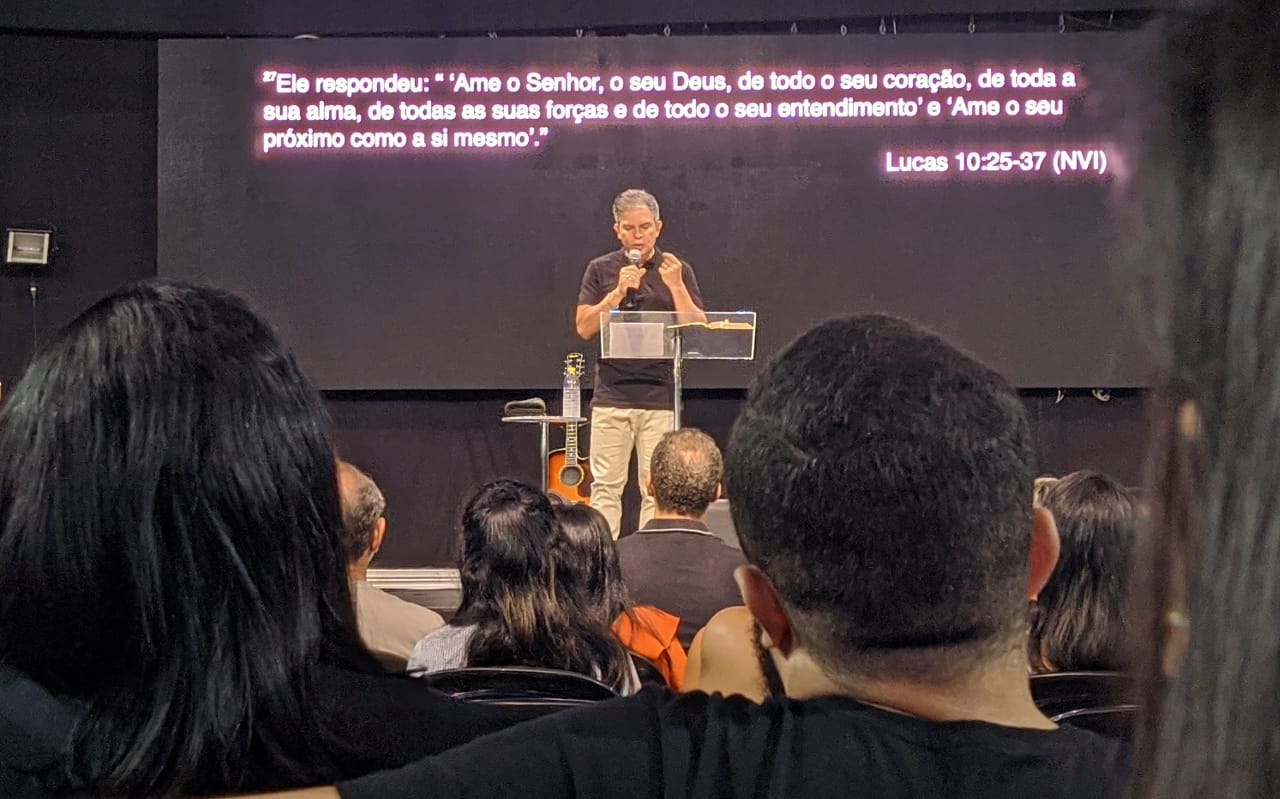 ²⁷Ele respondeu: “ ‘Ame o Senhor, o seu Deus, de todo o seu coração, de toda a
sua alma, de todas as suas forças e de todo o seu entendimento’ e ‘Ame o seu
próximo como a si mesmo’.”
Lucas 10:25-37 (NVI)